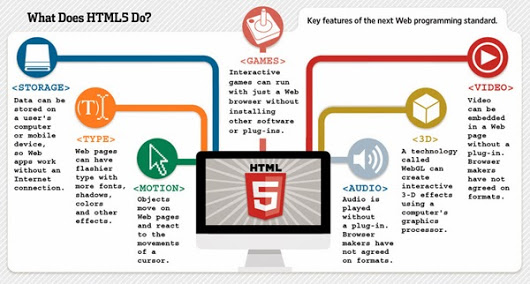 What Does HTML5 Do?
Key features of the next Web programming standard.
<STORAGE>
Data can be
stored on
a user's
computer
or mobile
device,
so Web
apps work
without an
Internet
connection.
(T)
<TYPE>
Web pages
can have
flashier
type with
more fonts,
shadows,
colors
and other
effects.
<MOTION>
Objects
move on
Web pages
and react
to the
movements
of a
cursor.
<GAMES>
Interactive
games can run
with just a Web
browser without
installing
other software
or plug-ins.
HTML
5
<AUDIO>
Audio is
played
without
a plug-in.
Browser
makers have
not agreed
on formats.
<3D>
A technology
called
WebGL can
create
interactive
3-D effects
using a
computer's
graphics
processor.
<VIDEO>
Video
can be
embedded
in a Web
page
without a
plug-in.
Browser
makers
have not
agreed on
formats.